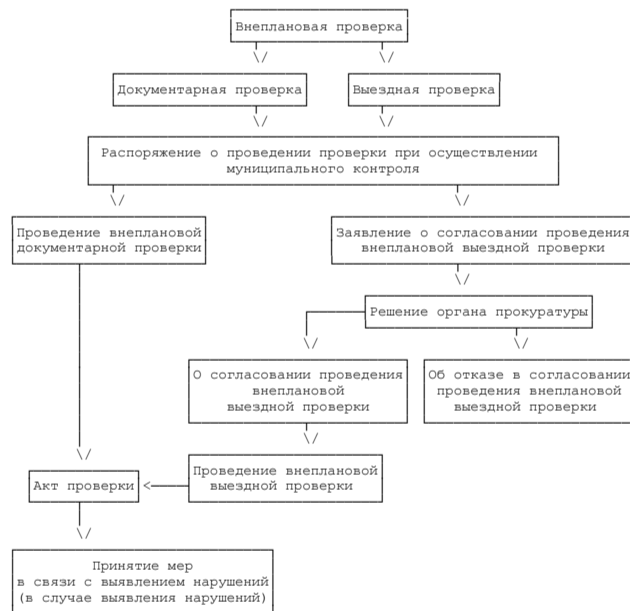 Внеплановая проверка
Документарная проверка
Выездная проверка
Распоряжение о проведении проверки при осуществлении
муниципального контроля
Проведение внеплановой
документарной проверки
Заявление о согласовании проведения
внеплановой выездной проверки
Решение органа прокуратуры
О согласовании проведения
внеплановой
выездной проверки
Об отказе в согласовании
проведения внеплановой
выездной проверки
Проведение внеплановой
выездной проверки
Акт проверки
Принятие мер
в связи с выявлением нарушений
(в случае выявления нарушений)